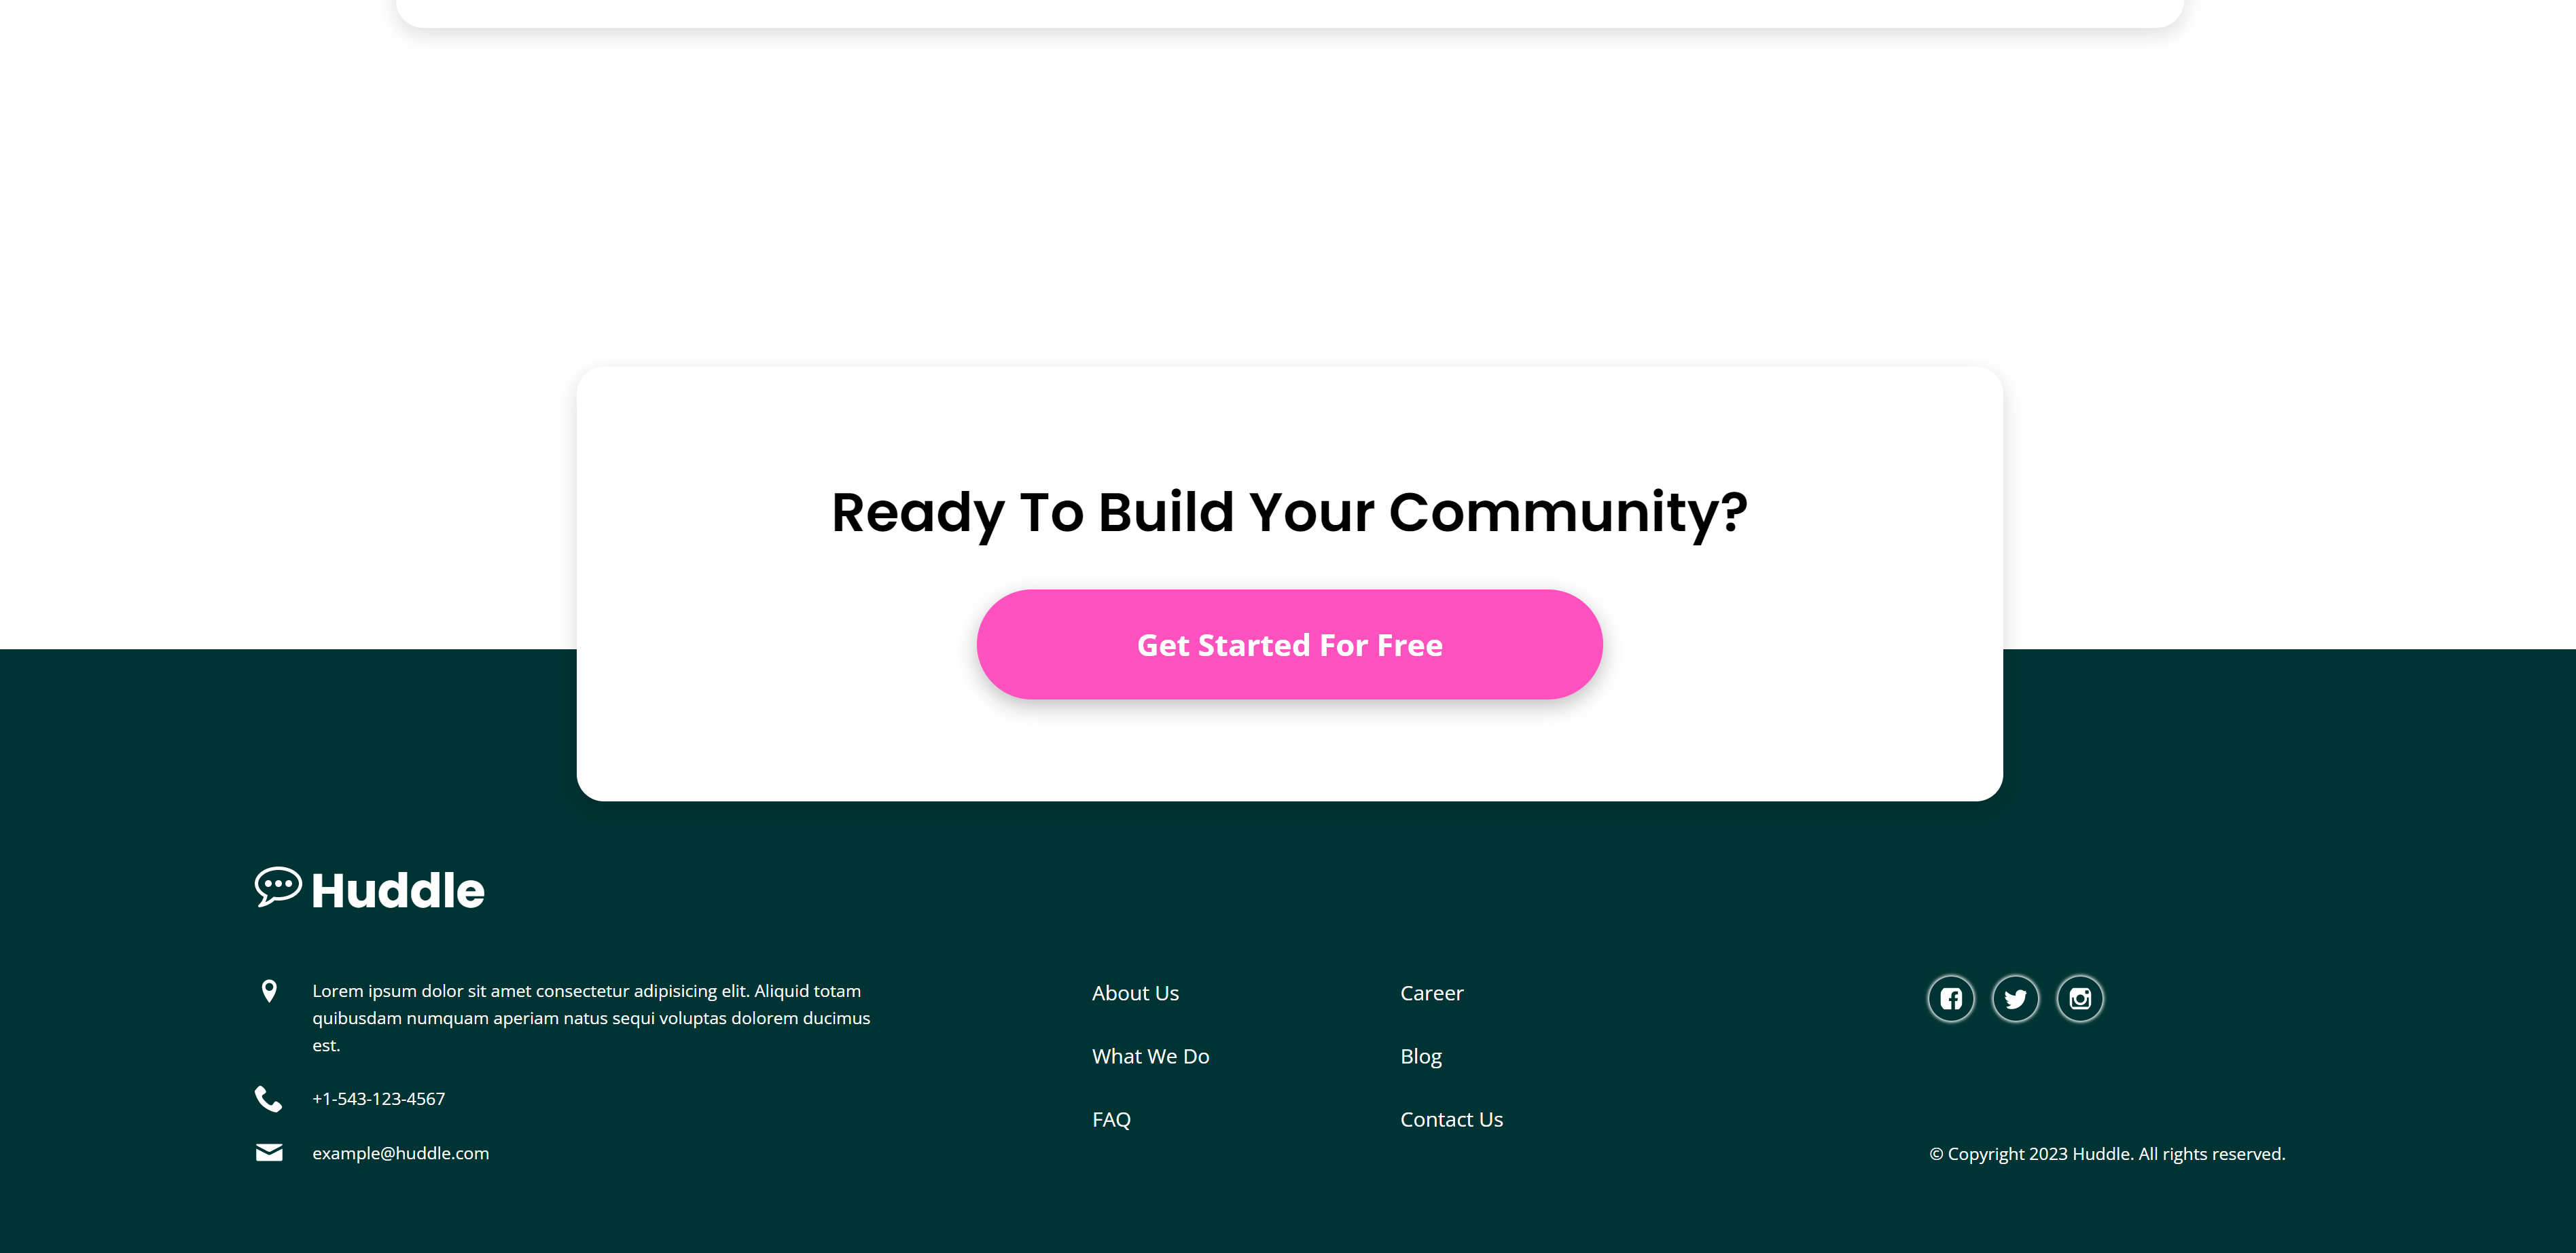 Ready To Build Your Community?
Get Started For Free
Huddle
Lorem ipsum dolor sit amet consectetur adipisicing elit. Aliquid totam
quibusdam numquam aperiam natus sequi voluptas dolorem ducimus
est.
+1-543-123-4567
example@huddle.com
About Us
What We Do
FAQ
Career
Blog
Contact Us
© Copyright 2023 Huddle. All rights reserved.